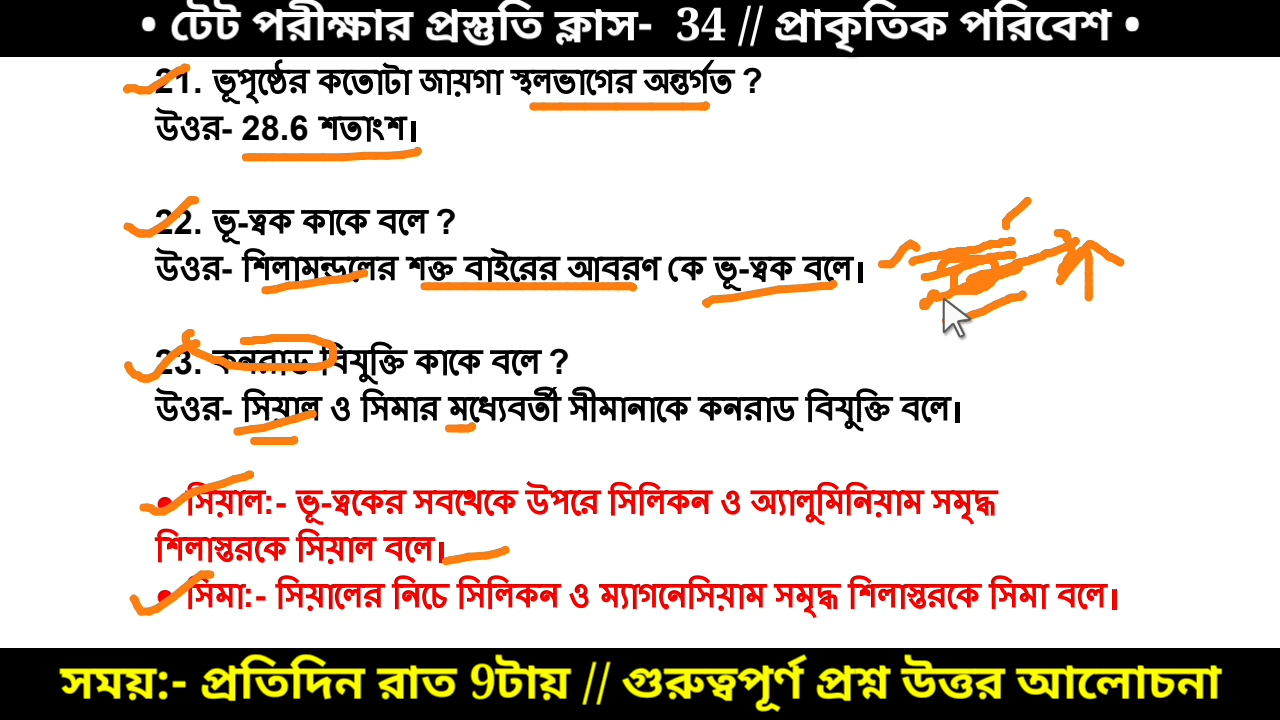 • টেট পরীক্ষার প্রস্তুতি ক্লাস- 34 // প্রাকৃতিক পরিবেশ •
21. ভূপৃষ্ঠের কতোটা জায়গা স্থলভাগের অন্তর্গত ?
উওর- 28.6 শতাংশ।
22. ভূ-ত্বক কাকে বলে ?
উওর- শিলামন্ডলের শক্ত বাইরের আবরণ কে ভূ-ত্বক বলে।
23. কনরাড বিযুক্তি কাকে বলে ?
উওর- সিয়াল ও সিমার মধ্যেবর্তী সীমানাকে কনরাড বিযুক্তি বলে।
• সিয়াল:- ভূ-ত্বকের সবথেকে উপরে সিলিকন ও অ্যালুমিনিয়াম সমৃদ্ধ
শিলাস্তরকে সিয়াল বলে।
• সিমা:- সিয়ালের নিচে সিলিকন ও ম্যাগনেসিয়াম সমৃদ্ধ শিলাস্তরকে সিমা বলে।
সময়:- প্রতিদিন রাত 9টায় // গুরুত্বপূর্ণ প্রশ্ন উত্তর আলোচনা